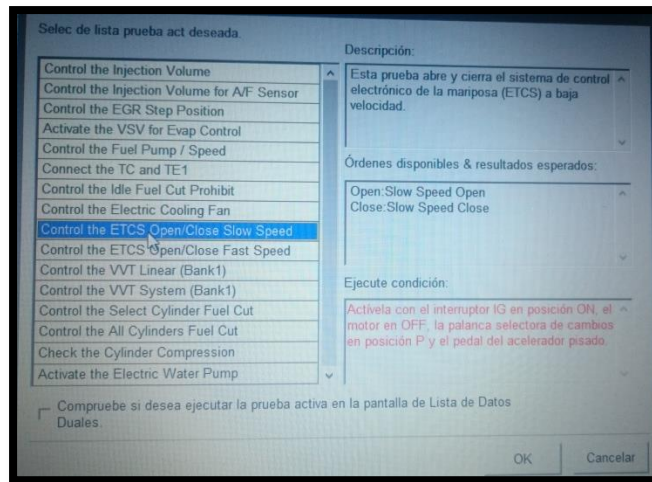 Selec de lista prueba act deseada.
Control the Injection Volume
Control the Injection Volume for A/F Sensor
Control the EGR Step Position
Activate the VSV for Evap Control
Control the Fuel Pump / Speed
Connect the TC and TE1
Control the Idle Fuel Cut Prohibit
Control the Electric Cooling Fan
Control the ETCS Open/Close Slow Speed
Control the ETCS Open/Close Fast Speed
Control the VVT Linear (Bank1)
Control the VVT System (Bank1)
Control the Select Cylinder Fuel Cut
Control the All Cylinders Fuel Cut
Check the Cylinder Compression
Activate the Electric Water Pump
Descripción:
Esta prueba abre y cierra el sistema de control
electrónico de la mariposa (ETCS) a baja
velocidad.
Órdenes disponibles & resultados esperados:
Open:Slow Speed Open
Close:Slow Speed Close
Ejecute condición:
Actívela con el interruptor IG en posición ON, el
motor en OFF, la palanca selectora de cambios
en posición P y el pedal del acelerador pisado.
Compruebe si desea ejecutar la prueba activa en la pantalla de Lista de Datos
Duales.
OK
Cancelar